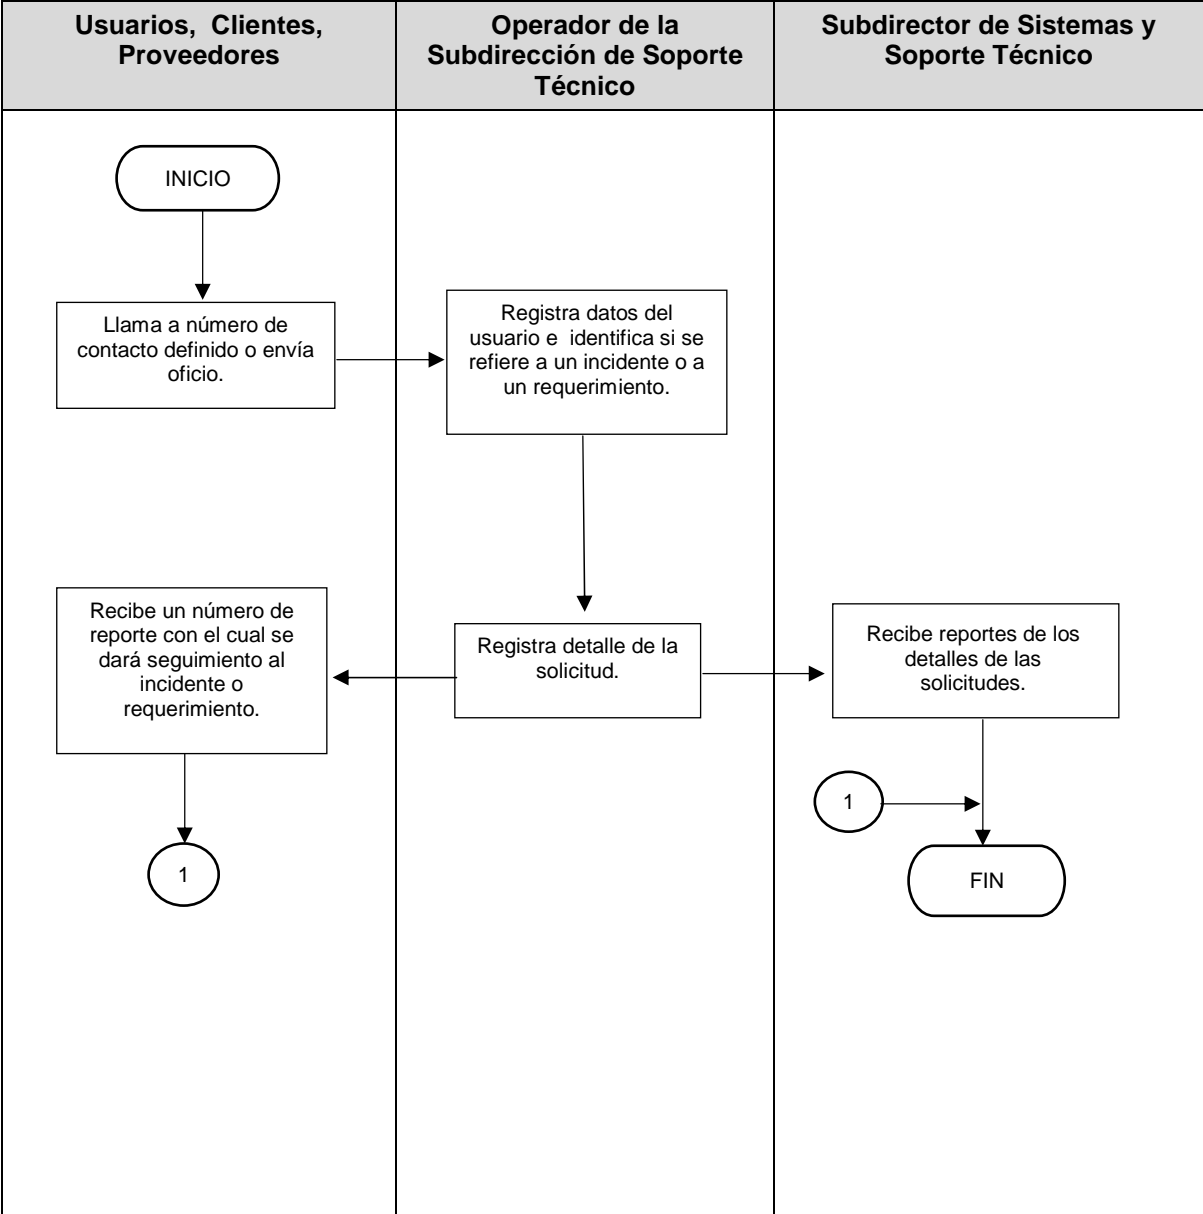 Usuarios,  Clientes,
Proveedores
Operador de la
Subdirección de Soporte
Técnico
Subdirector de Sistemas y
Soporte Técnico
INICIO
Llama a número de
contacto definido o envía
oficio.
Registra datos del
usuario e  identifica si se
refiere a un incidente o a
un requerimiento.
Recibe un número de
reporte con el cual se
dará seguimiento al
incidente o
requerimiento.
Registra detalle de la
solicitud.
Recibe reportes de los
detalles de las
solicitudes.
1
1
FIN